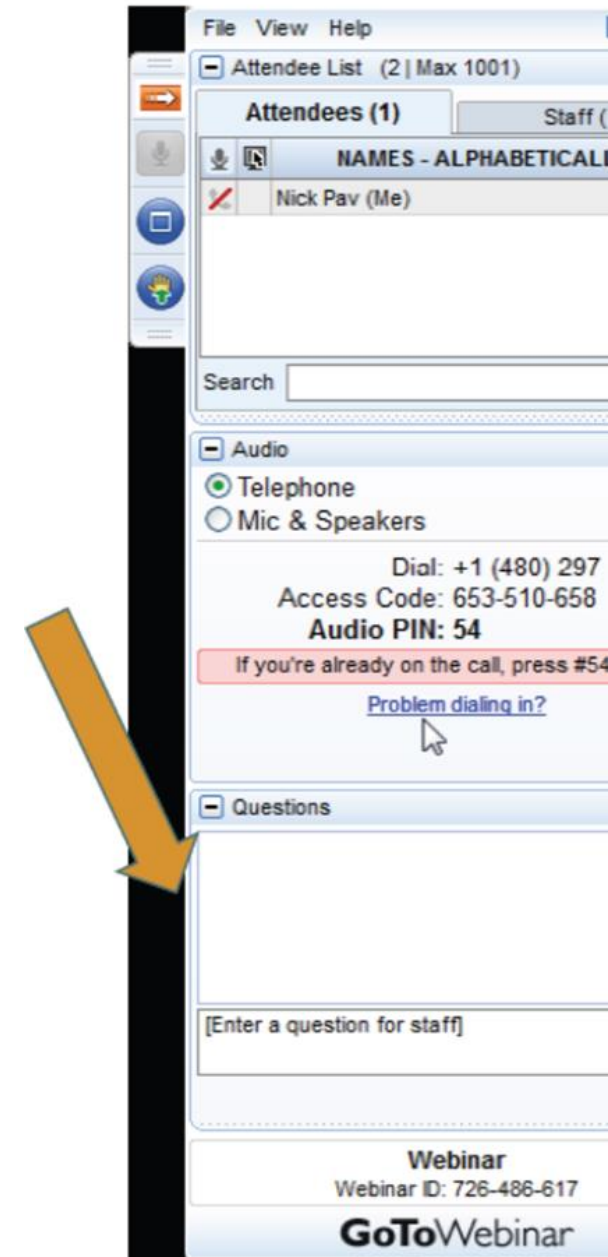 File View Help
Attendee List (2 | Max 1001)
Attendees (1) Staff (
NAMES - ALPHABETICALL
Nick Pav (Me)
Search
Audio
Telephone
Mic & Speakers
Dial: +1 (480) 297
Access Code: 653-510-658
Audio PIN: 54
If you're already on the call, press #54
Problem dialing in?
Questions
[Enter a question for staff]
Webinar
Webinar ID: 726-486-617
GoToWebinar